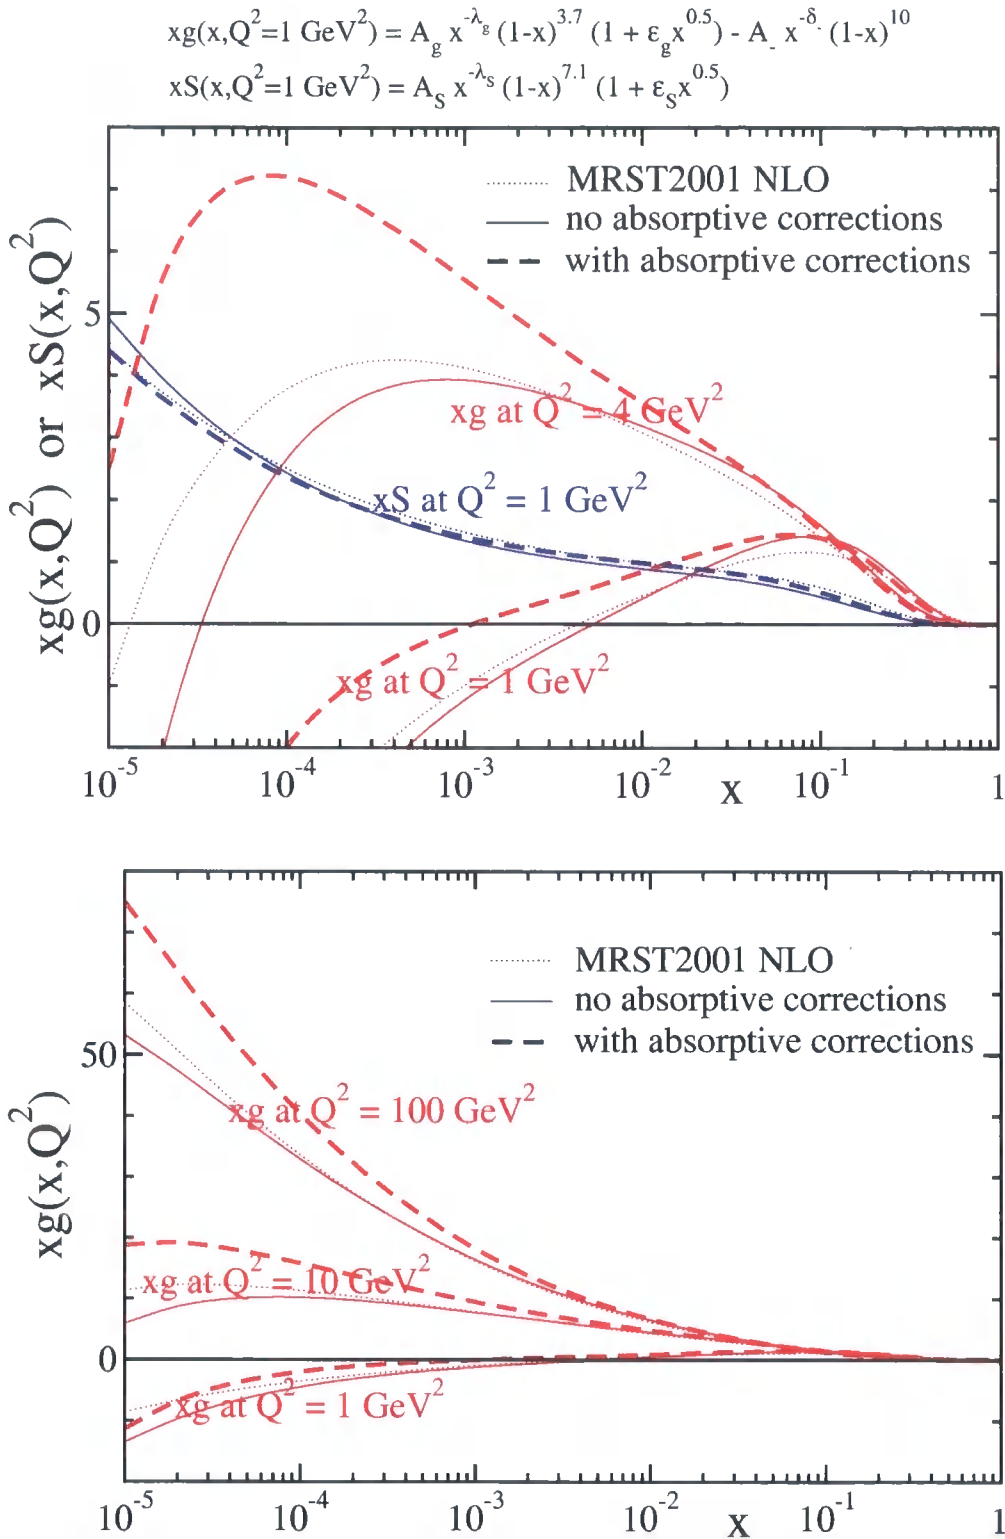 xg(x,Q²=1 GeV²) = A_g x^-λ_g (1-x)^3.7 (1 + ε_g x^0.5) - A_- x^-δ_- (1-x)^10
xS(x,Q²=1 GeV²) = A_S x^-λ_S (1-x)^7.1 (1 + ε_S x^0.5)
xg(x,Q²) or xS(x,Q²)
MRST2001 NLO
no absorptive corrections
with absorptive corrections
5
xg at Q² = 4 GeV²
xS at Q² = 1 GeV²
0
xg at Q² = 1 GeV²
10^-5 10^-4 10^-3 10^-2 x 10^-1 1
xg(x,Q²)
MRST2001 NLO
no absorptive corrections
with absorptive corrections
50
xg at Q² = 100 GeV²
xg at Q² = 10 GeV²
0
xg at Q² = 1 GeV²
10^-5 10^-4 10^-3 10^-2 x 10^-1 1